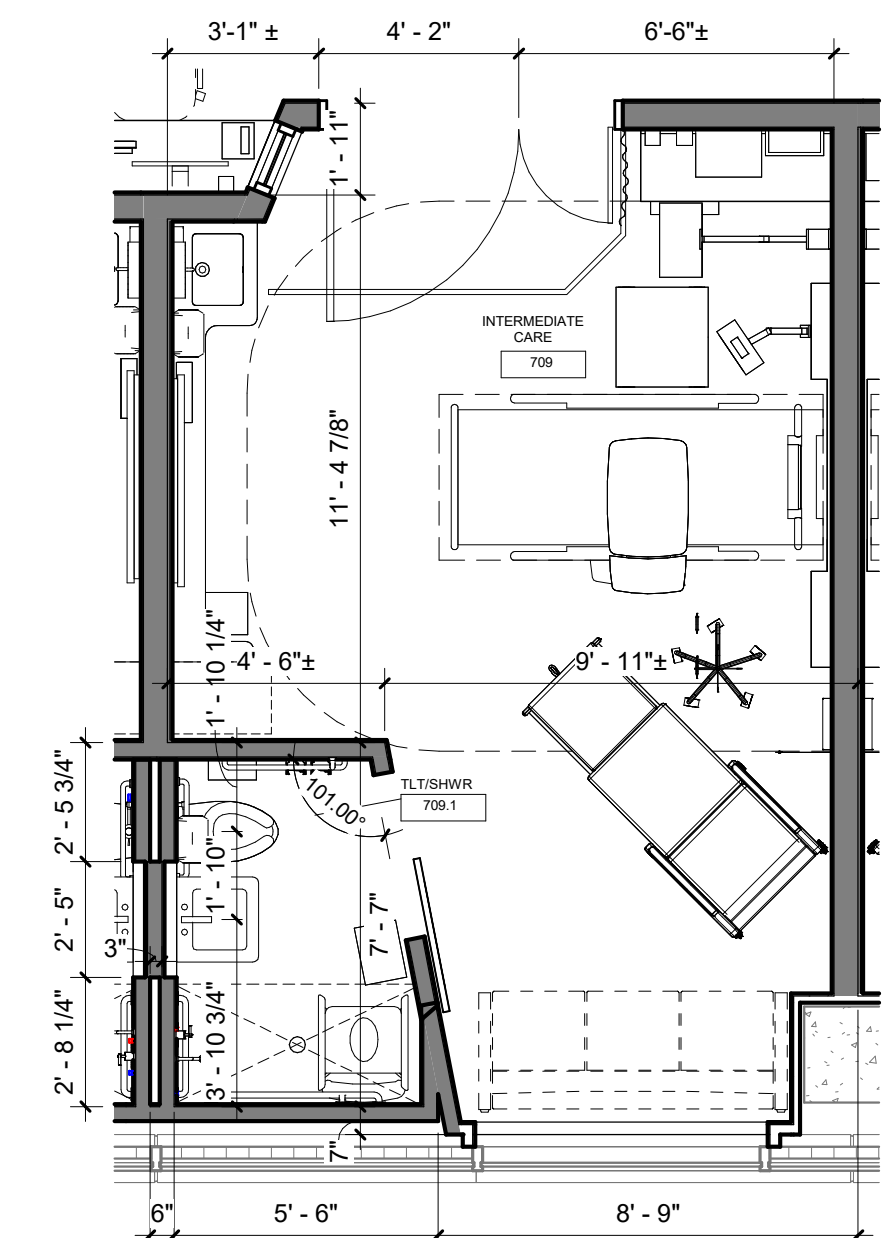 3'-1" ±
4' - 2"
6'-6"±
1' - 11"
INTERMEDIATE
CARE
709
11' - 4 7/8"
1' - 10 1/4"
4' - 6"±
9' - 11"±
2' - 5 3/4"
101.00°
TLT/SHWR
709.1
1' - 10"
2' - 5"
7' - 7"
3"
2' - 8 1/4"
3' - 10 3/4"
7"
6"
5' - 6"
8' - 9"